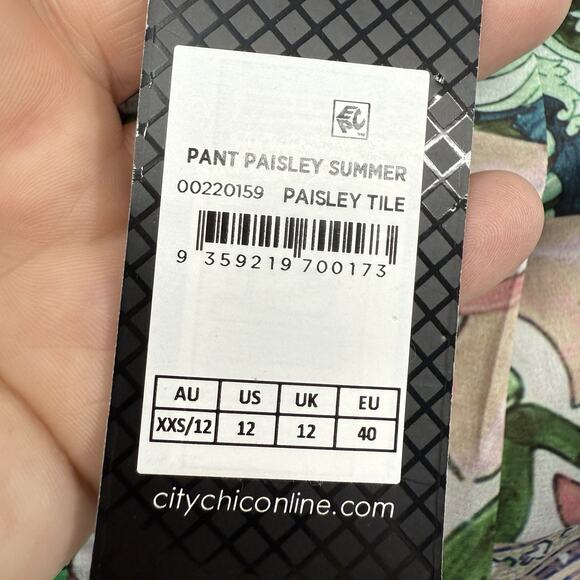 PANT PAISLEY SUMMER
00220159 PAISLEY TILE
9 359219 700173
AU US UK EU
XXS/12 12 12 40
citychiconline.com